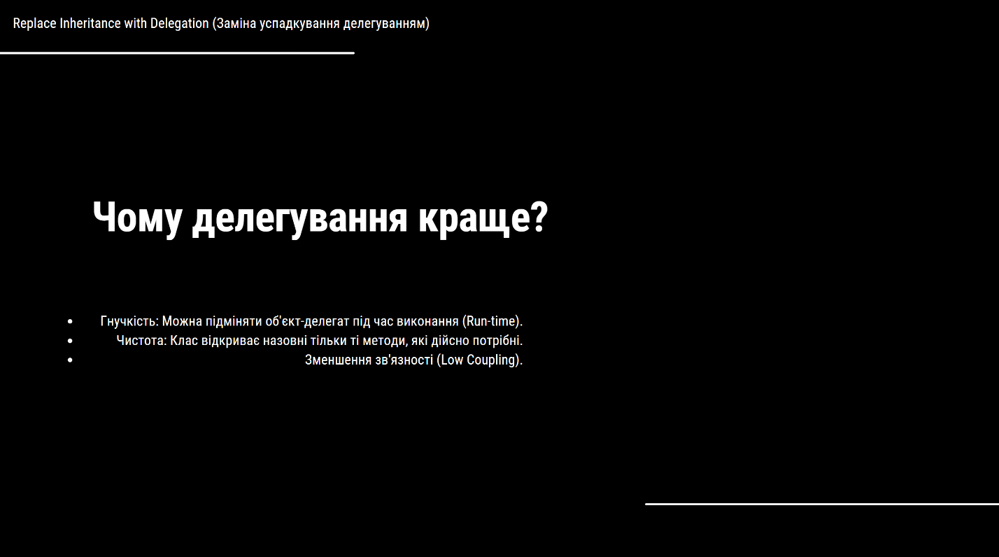 Replace Inheritance with Delegation (Заміна успадкування делегуванням)
Чому делегування краще?
• Гнучкість: Можна підміняти об'єкт-делегат під час виконання (Run-time).
• Чистота: Клас відкриває назовні тільки ті методи, які дійсно потрібні.
• Зменшення зв'язності (Low Coupling).